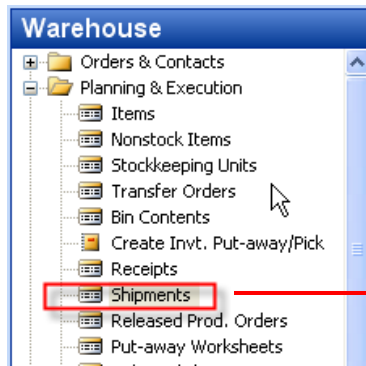 Warehouse
Orders & Contacts
Planning & Execution
Items
Nonstock Items
Stockkeeping Units
Transfer Orders
Bin Contents
Create Invt. Put-away/Pick
Receipts
Shipments
Released Prod. Orders
Put-away Worksheets